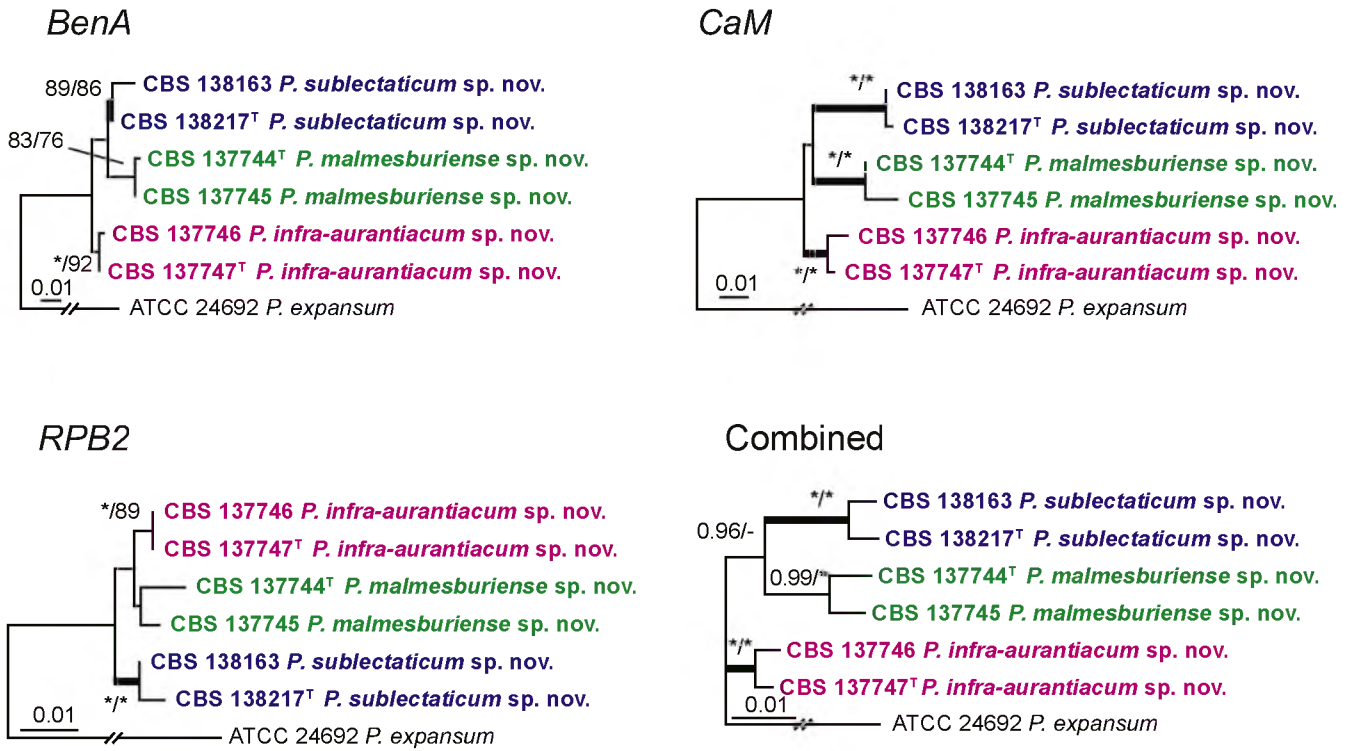 BenA
89/86
CBS 138163 P. sublectaticum sp. nov.
CBS 138217ᵀ P. sublectaticum sp. nov.
83/76
CBS 137744ᵀ P. malmesburiense sp. nov.
CBS 137745 P. malmesburiense sp. nov.
CBS 137746 P. infra-aurantiacum sp. nov.
*/92
CBS 137747ᵀ P. infra-aurantiacum sp. nov.
0.01
ATCC 24692 P. expansum
CaM
*/*
CBS 138163 P. sublectaticum sp. nov.
CBS 138217ᵀ P. sublectaticum sp. nov.
*/*
CBS 137744ᵀ P. malmesburiense sp. nov.
CBS 137745 P. malmesburiense sp. nov.
CBS 137746 P. infra-aurantiacum sp. nov.
*/*
CBS 137747ᵀ P. infra-aurantiacum sp. nov.
0.01
ATCC 24692 P. expansum
RPB2
*/89
CBS 137746 P. infra-aurantiacum sp. nov.
CBS 137747ᵀ P. infra-aurantiacum sp. nov.
CBS 137744ᵀ P. malmesburiense sp. nov.
CBS 137745 P. malmesburiense sp. nov.
CBS 138163 P. sublectaticum sp. nov.
*/*
CBS 138217ᵀ P. sublectaticum sp. nov.
0.01
ATCC 24692 P. expansum
Combined
*/*
CBS 138163 P. sublectaticum sp. nov.
0.96/-
CBS 138217ᵀ P. sublectaticum sp. nov.
0.99/*
CBS 137744ᵀ P. malmesburiense sp. nov.
CBS 137745 P. malmesburiense sp. nov.
*/*
CBS 137746 P. infra-aurantiacum sp. nov.
CBS 137747ᵀ P. infra-aurantiacum sp. nov.
0.01
ATCC 24692 P. expansum